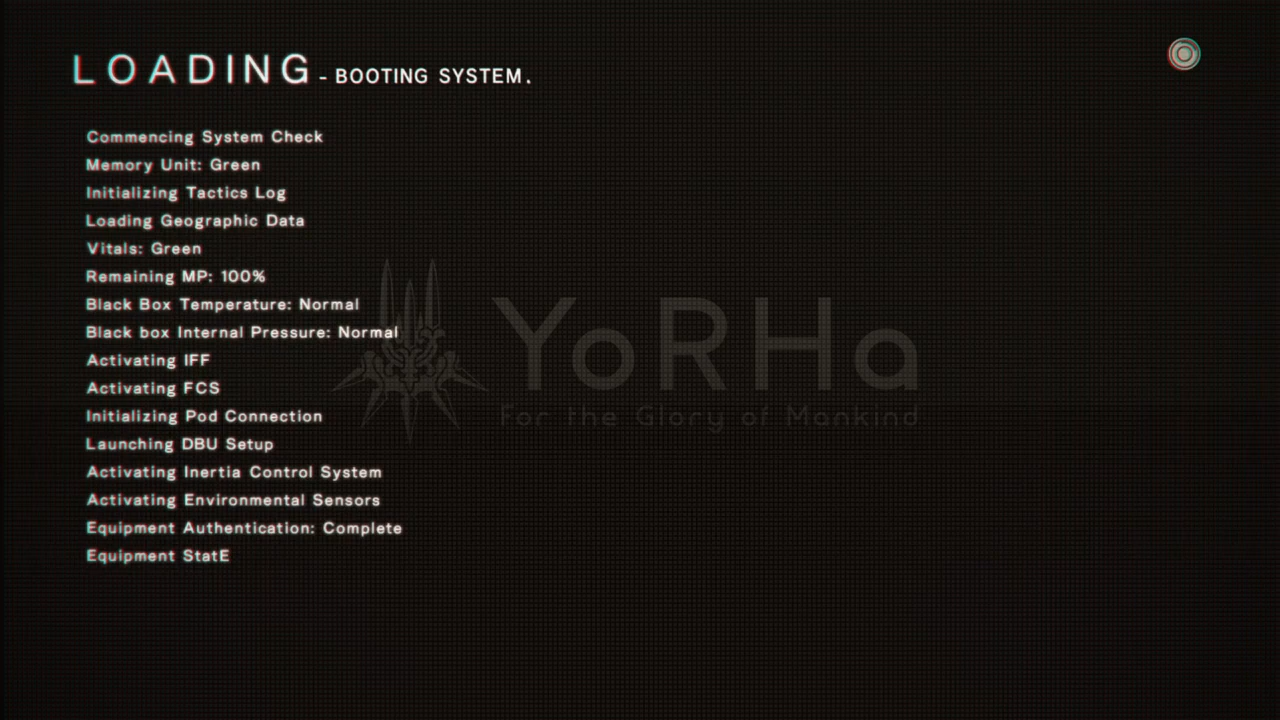 LOADING - BOOTING SYSTEM.
Commencing System Check
Memory Unit: Green
Initializing Tactics Log
Loading Geographic Data
Vitals: Green
Remaining MP: 100%
Black Box Temperature: Normal
Black box Internal Pressure: Normal
Activating IFF
Activating FCS
Initializing Pod Connection
Launching DBU Setup
Activating Inertia Control System
Activating Environmental Sensors
Equipment Authentication: Complete
Equipment StatE
YoRHa
For the Glory of Mankind